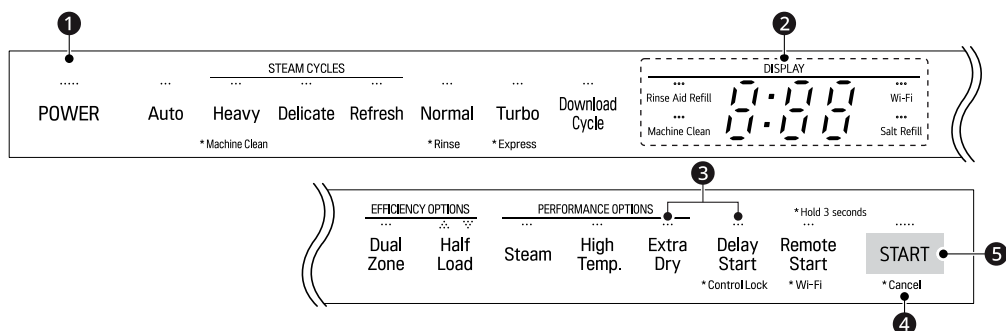 1
2
STEAM CYCLES
DISPLAY
POWER
Auto
Heavy
Delicate
Refresh
Normal
Turbo
Download
Cycle
* Machine Clean
* Rinse
* Express
Rinse Aid Refill
8:88
Wi-Fi
Machine Clean
Salt Refill
3
EFFICIENCY OPTIONS
PERFORMANCE OPTIONS
* Hold 3 seconds
Dual
Zone
Half
Load
Steam
High
Temp.
Extra
Dry
Delay
Start
Remote
Start
START
5
* Control Lock
* Wi-Fi
* Cancel
4